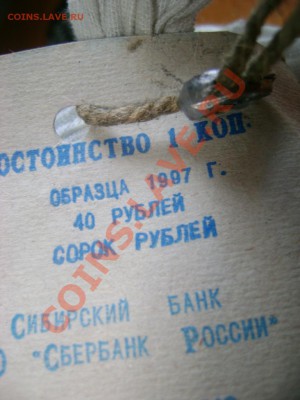 COINS.LAVE.RU
ОСТОИНСТВО 1 КОП.
ОБРАЗЦА 1997 Г.
40 РУБЛЕЙ
СОРОК РУБЛЕЙ
СИБИРСКИЙ БАНК
"СБЕРБАНК РОССИИ"
COINS.LAVE.RU